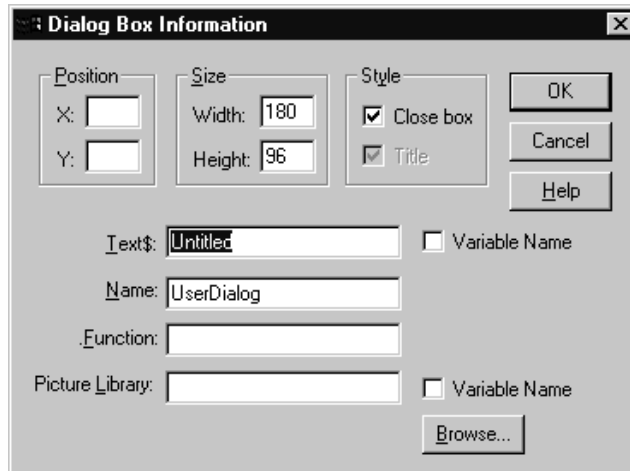 Dialog Box Information
Position
X:
Y:
Size
Width: 180
Height: 96
Style
Close box
Title
OK
Cancel
Help
Text$: Untitled
Variable Name
Name: UserDialog
.Function:
Picture Library:
Variable Name
Browse...